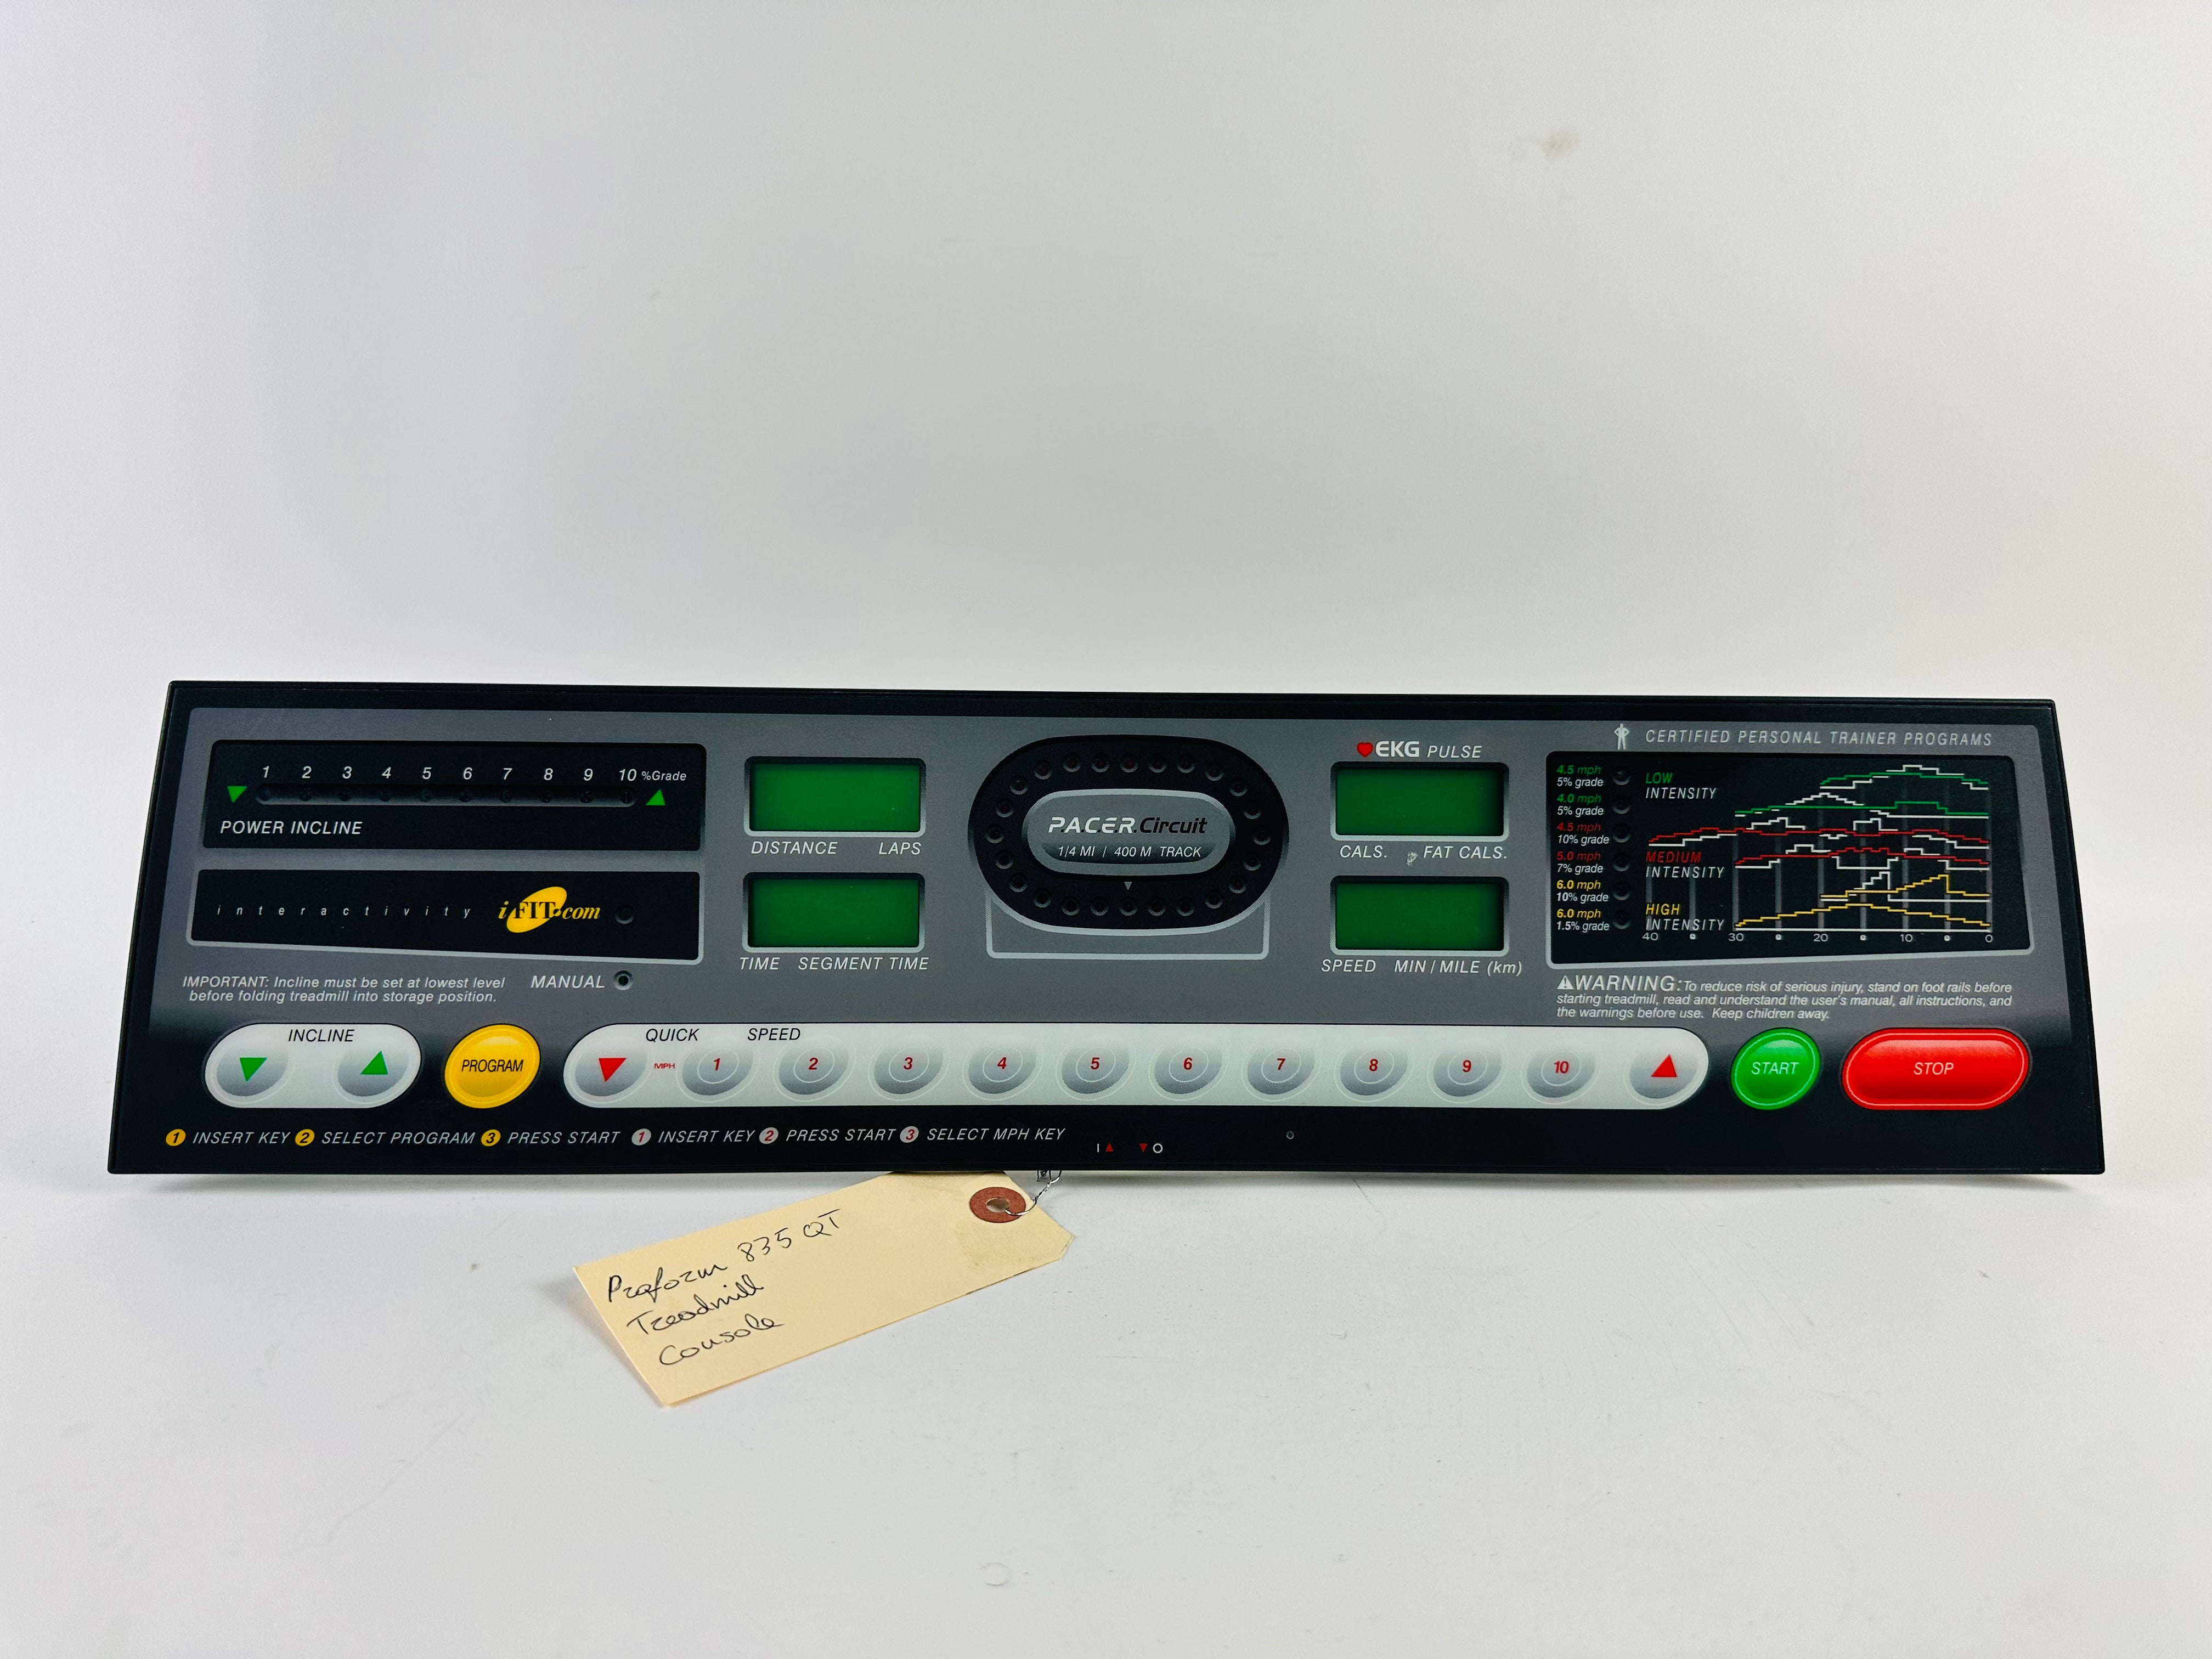 1 2 3 4 5 6 7 8 9 10 %Grade
POWER INCLINE
interactivity iFIT.com
IMPORTANT: Incline must be set at lowest level
before folding treadmill into storage position.
MANUAL
DISTANCE LAPS
TIME SEGMENT TIME
PACER.Circuit
1/4 MI / 400 M TRACK
EKG PULSE
CALS. FAT CALS.
SPEED MIN / MILE (km)
CERTIFIED PERSONAL TRAINER PROGRAMS
4.5 mph
5% grade
4.0 mph
5% grade
4.5 mph
10% grade
5.0 mph
7% grade
6.0 mph
10% grade
6.0 mph
1.5% grade
LOW
INTENSITY
MEDIUM
INTENSITY
HIGH
INTENSITY
40 30 20 10 0
WARNING: To reduce risk of serious injury, stand on foot rails before
starting treadmill, read and understand the user's manual, all instructions, and
the warnings before use. Keep children away.
INCLINE
PROGRAM
QUICK SPEED
MPH 1 2 3 4 5 6 7 8 9 10
START
STOP
1 INSERT KEY 2 SELECT PROGRAM 3 PRESS START 1 INSERT KEY 2 PRESS START 3 SELECT MPH KEY
I O
Proform 835 QT
Treadmill
Console